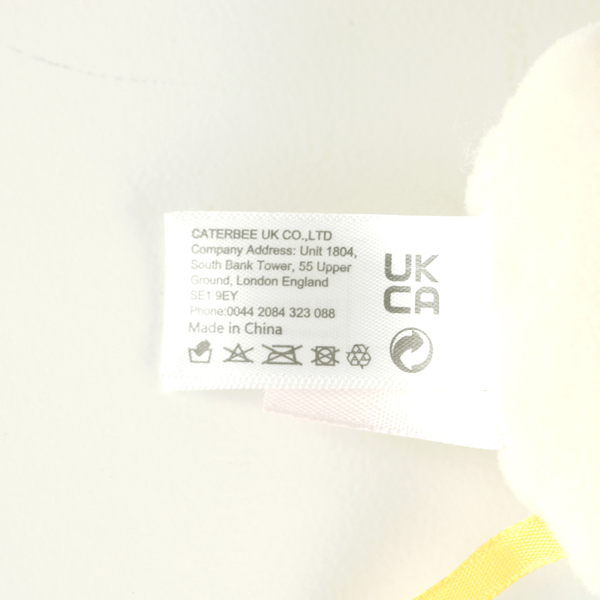 CATERBEE UK CO.,LTD
Company Address: Unit 1804,
South Bank Tower, 55 Upper
Ground, London England
SE1 9EY
Phone:0044 2084 323 088
Made in China
UK
CA